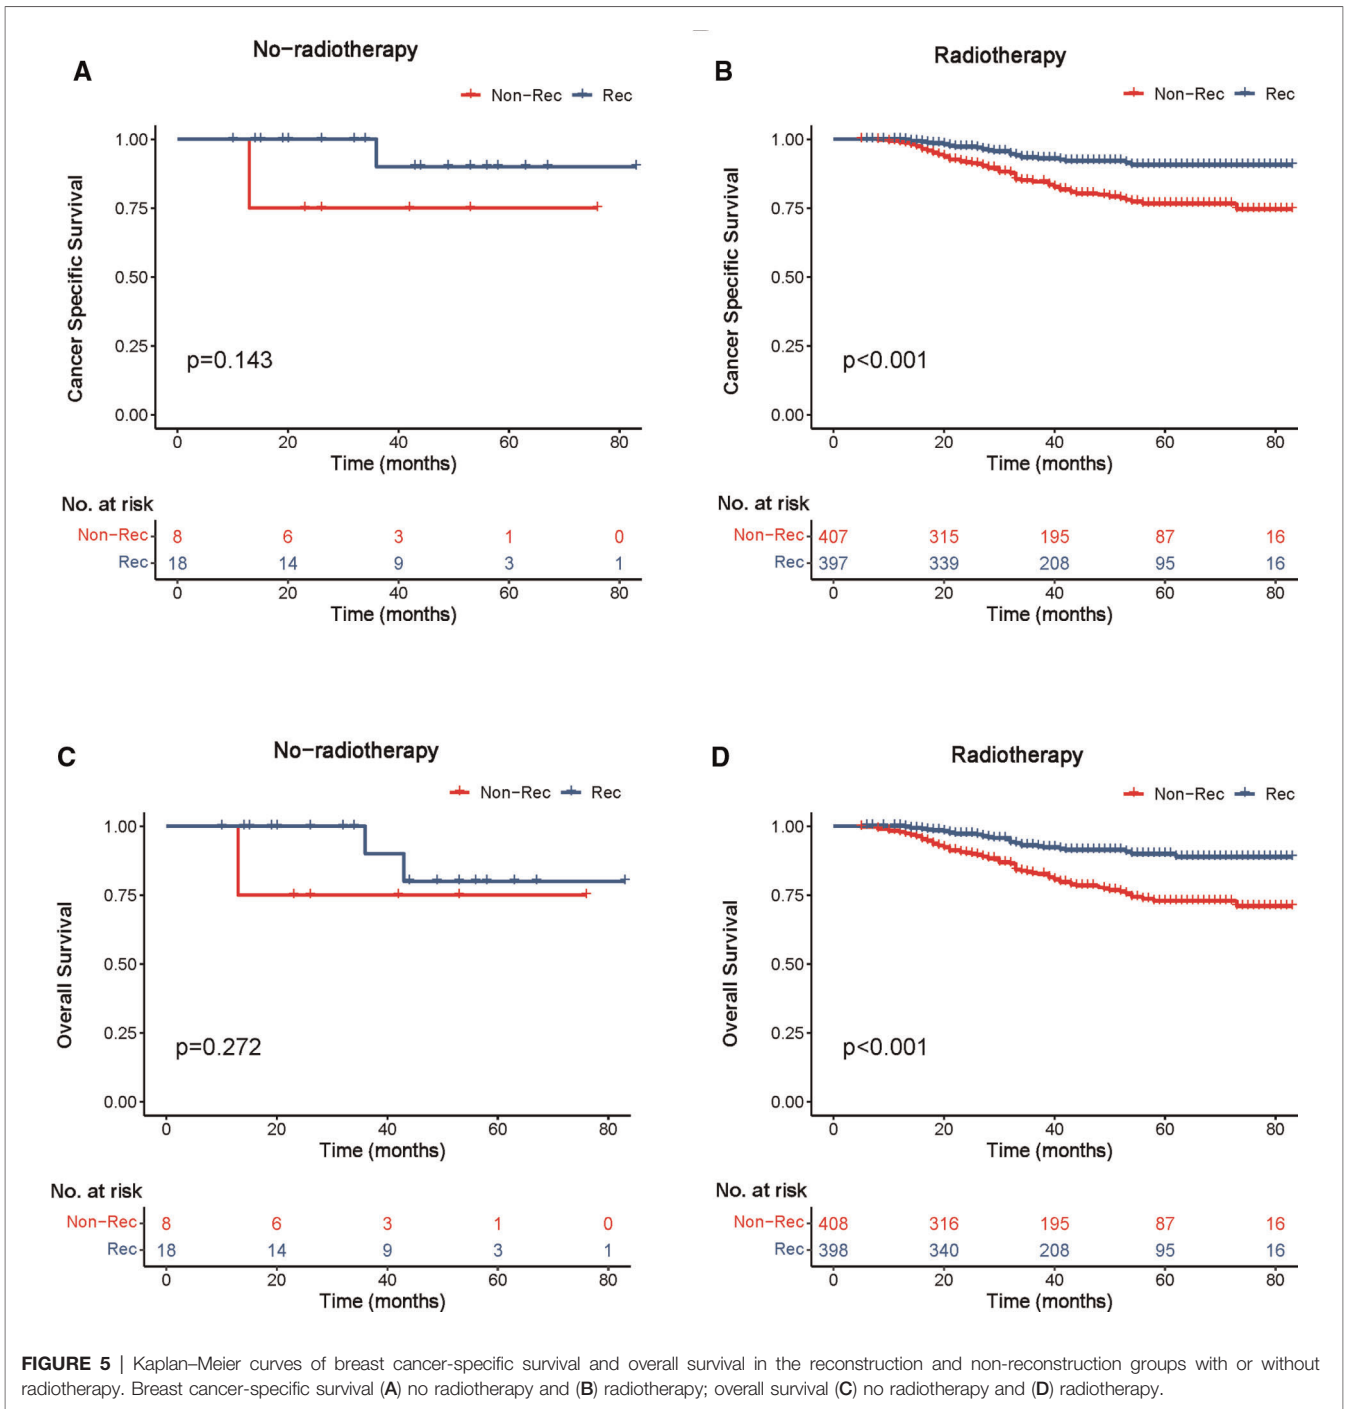 A
No-radiotherapy
Non-Rec Rec
Cancer Specific Survival
1.00
0.75
0.50
0.25
0.00
p=0.143
0 20 40 60 80
Time (months)
No. at risk
Non-Rec 8 6 3 1 0
Rec 18 14 9 3 1
0 20 40 60 80
Time (months)
B
Radiotherapy
Non-Rec Rec
Cancer Specific Survival
1.00
0.75
0.50
0.25
0.00
p<0.001
0 20 40 60 80
Time (months)
No. at risk
Non-Rec 407 315 195 87 16
Rec 397 339 208 95 16
0 20 40 60 80
Time (months)
C
No-radiotherapy
Non-Rec Rec
Overall Survival
1.00
0.75
0.50
0.25
0.00
p=0.272
0 20 40 60 80
Time (months)
No. at risk
Non-Rec 8 6 3 1 0
Rec 18 14 9 3 1
0 20 40 60 80
Time (months)
D
Radiotherapy
Non-Rec Rec
Overall Survival
1.00
0.75
0.50
0.25
0.00
p<0.001
0 20 40 60 80
Time (months)
No. at risk
Non-Rec 408 316 195 87 16
Rec 398 340 208 95 16
0 20 40 60 80
Time (months)
FIGURE 5 | Kaplan–Meier curves of breast cancer-specific survival and overall survival in the reconstruction and non-reconstruction groups with or without
radiotherapy. Breast cancer-specific survival (A) no radiotherapy and (B) radiotherapy; overall survival (C) no radiotherapy and (D) radiotherapy.